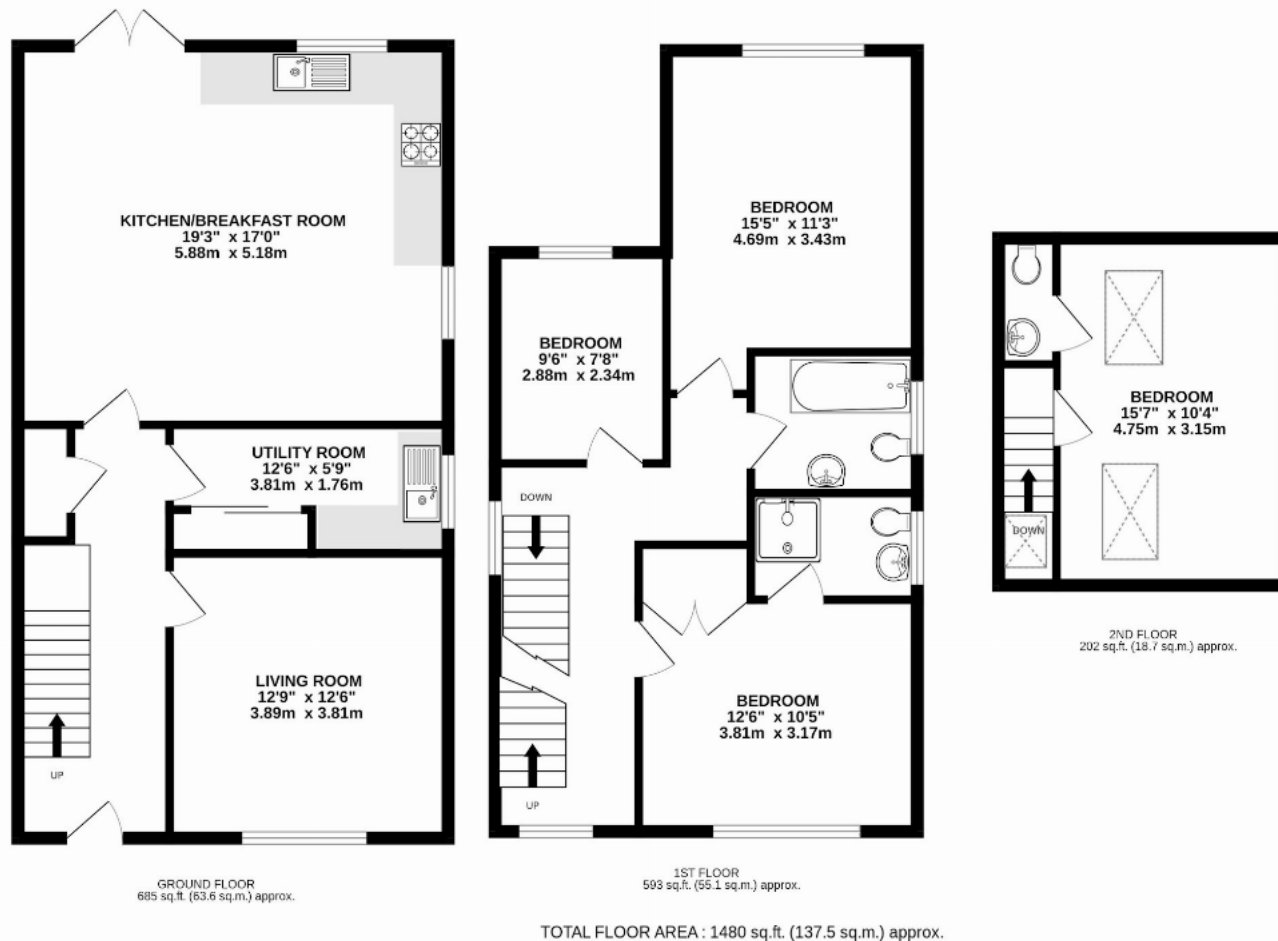 KITCHEN/BREAKFAST ROOM
19'3" x 17'0"
5.88m x 5.18m
UTILITY ROOM
12'6" x 5'9"
3.81m x 1.76m
LIVING ROOM
12'9" x 12'6"
3.89m x 3.81m
UP
GROUND FLOOR
685 sq.ft. (63.6 sq.m.) approx.
BEDROOM
15'5" x 11'3"
4.69m x 3.43m
BEDROOM
9'6" x 7'8"
2.88m x 2.34m
DOWN
BEDROOM
12'6" x 10'5"
3.81m x 3.17m
UP
1ST FLOOR
593 sq.ft. (55.1 sq.m.) approx.
BEDROOM
15'7" x 10'4"
4.75m x 3.15m
DOWN
2ND FLOOR
202 sq.ft. (18.7 sq.m.) approx.
TOTAL FLOOR AREA : 1480 sq.ft. (137.5 sq.m.) approx.